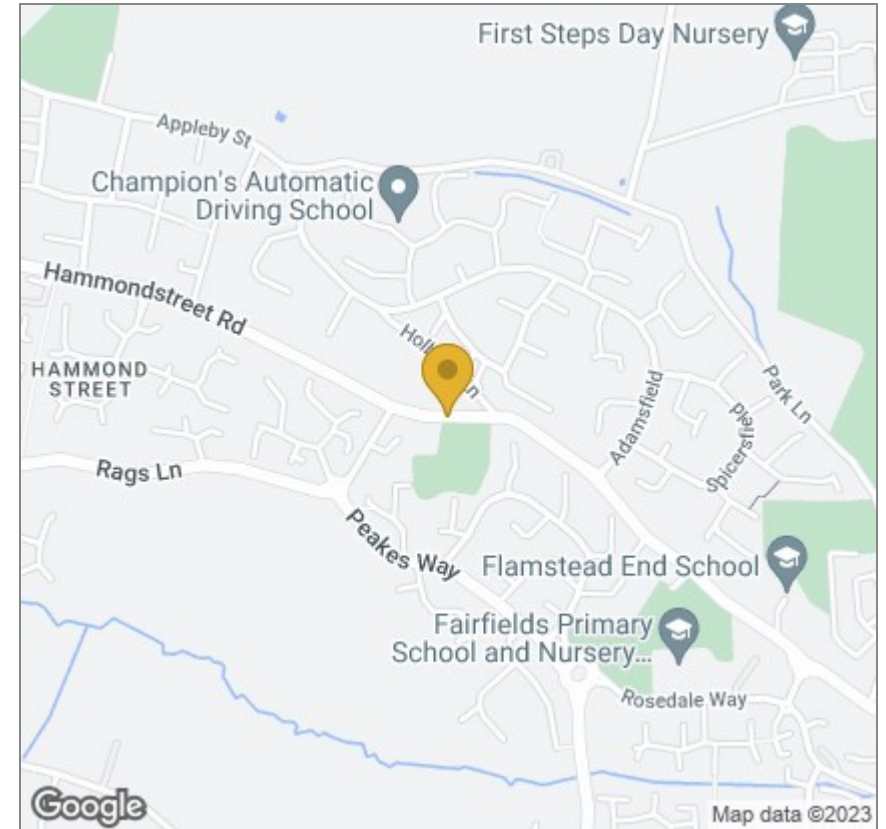 First Steps Day Nursery
Appleby St
Champion's Automatic
Driving School
Hammondstreet Rd
HAMMOND
STREET
Park Ln
Adamsfield
Spicersfield
Rags Ln
Peakes Way
Flamstead End School
Fairfields Primary
School and Nursery...
Rosedale Way
Google
Map data ©2023